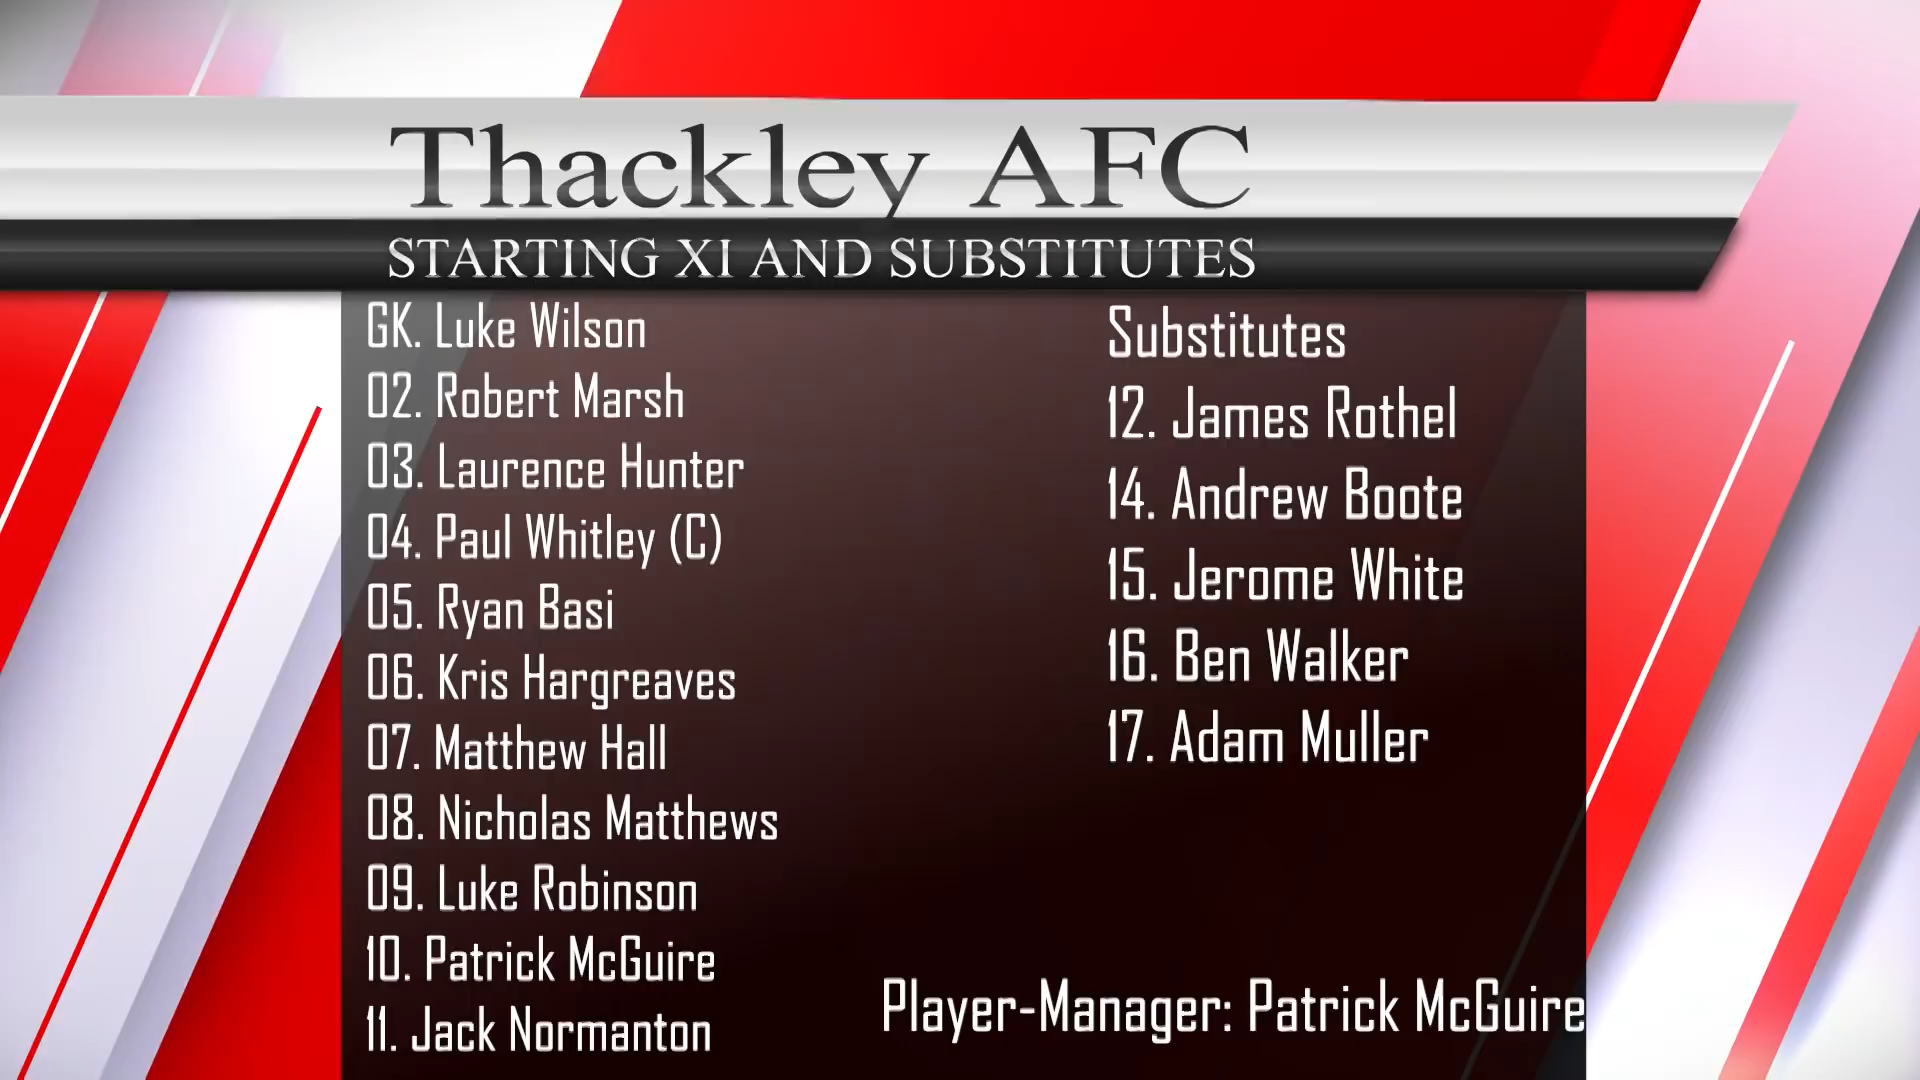 Thackley AFC
STARTING XI AND SUBSTITUTES
GK. Luke Wilson
02. Robert Marsh
03. Laurence Hunter
04. Paul Whitley (C)
05. Ryan Basi
06. Kris Hargreaves
07. Matthew Hall
08. Nicholas Matthews
09. Luke Robinson
10. Patrick McGuire
11. Jack Normanton
Substitutes
12. James Rothel
14. Andrew Boote
15. Jerome White
16. Ben Walker
17. Adam Muller
Player-Manager: Patrick McGuire